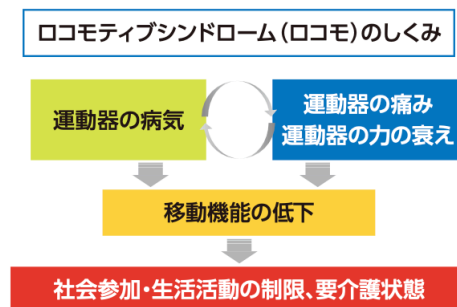 ロコモティブシンドローム(ロコモ)のしくみ
運動器の病気
運動器の痛み
運動器の力の衰え
移動機能の低下
社会参加・生活活動の制限、要介護状態